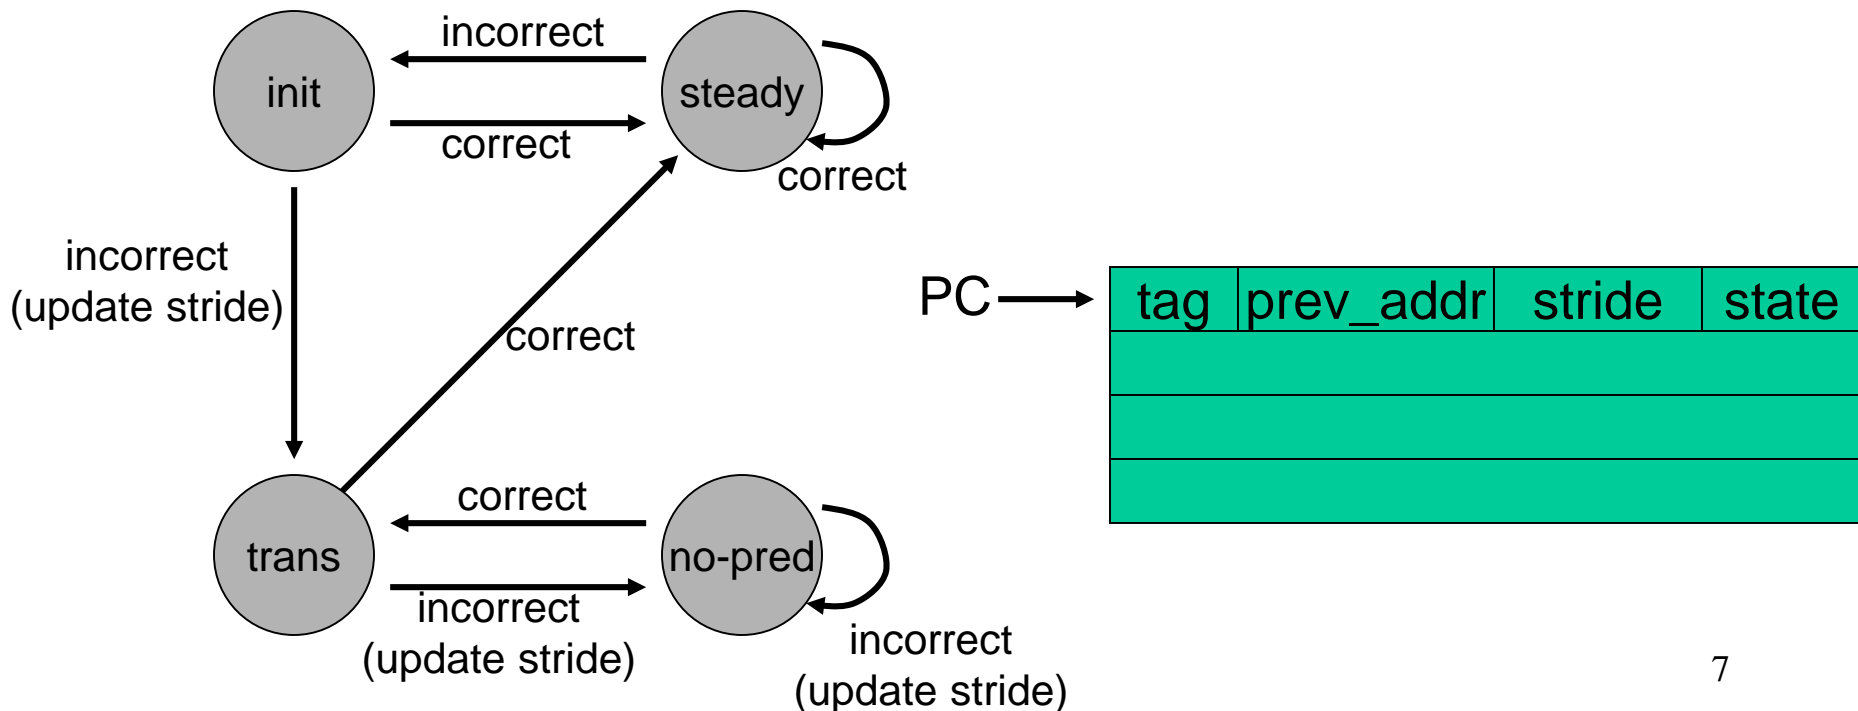 incorrect
init
steady
correct
correct
incorrect
(update stride)
correct
PC
tag prev_addr stride state
correct
trans
no-pred
incorrect
(update stride)
incorrect
(update stride)
7